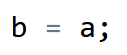 b = a;